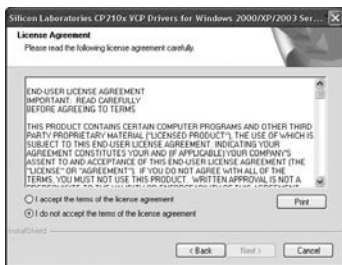 Silicon Laboratories CP210x VCP Drivers for Windows 2000/XP/2003 Ser...
License Agreement
Please read the following license agreement carefully.
END-USER LICENSE AGREEMENT
IMPORTANT: READ CAREFULLY
BEFORE AGREEING TO TERMS
THIS PRODUCT CONTAINS CERTAIN COMPUTER PROGRAMS AND OTHER THIRD
PARTY PROPRIETARY MATERIAL ("LICENSED PRODUCT"), THE USE OF WHICH IS
SUBJECT TO THIS END-USER LICENSE AGREEMENT. INDICATING YOUR
AGREEMENT CONSTITUTES YOUR AND (IF APPLICABLE) YOUR COMPANY'S
ASSENT TO AND ACCEPTANCE OF THIS END-USER LICENSE AGREEMENT (THE
"LICENSE" OR "AGREEMENT"). IF YOU DO NOT AGREE WITH ALL OF THE
TERMS, YOU MUST NOT USE THIS PRODUCT. WRITTEN APPROVAL IS NOT A
I accept the terms of the license agreement
Print
I do not accept the terms of the license agreement
InstallShield
< Back
Next >
Cancel